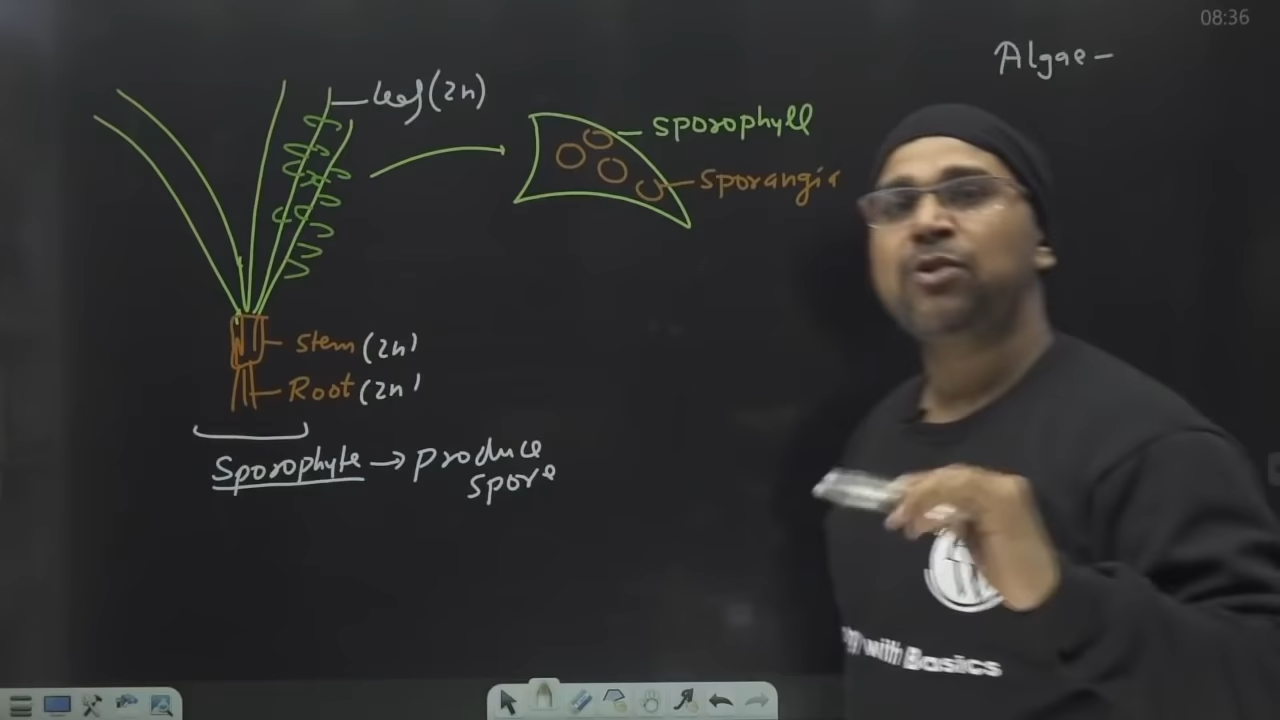 08:36
Algae-
leaf (2n)
sporophyll
sporangia
stem (2n)
Root (2n)
Sporophyte → produce
spore
with Basics